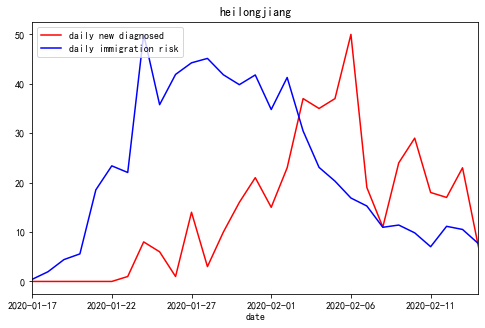 heilongjiang
daily new diagnosed
daily immigration risk
50
40
30
20
10
0
2020-01-17 2020-01-22 2020-01-27 2020-02-01 2020-02-06 2020-02-11
date